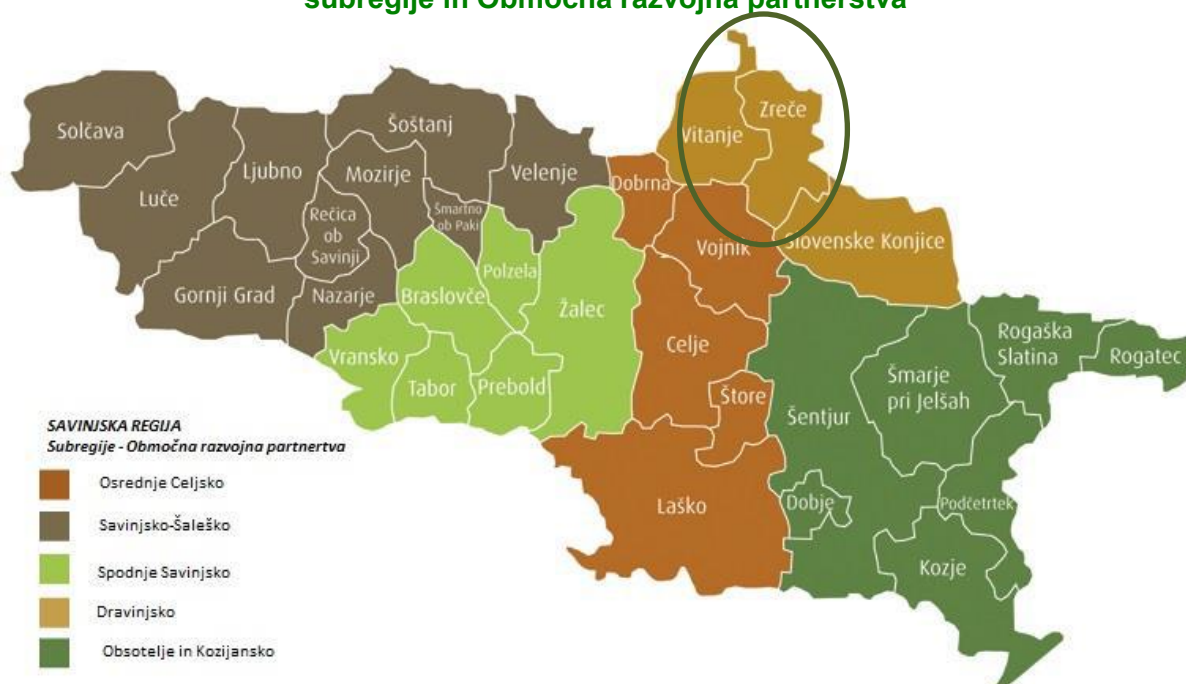 subregije in Območna razvojna partnerstva
Solčava
Luče
Ljubno
Šoštanj
Mozirje
Velenje
Rečica
ob
Savinji
Šmartno
ob Paki
Gornji Grad
Nazarje
Braslovče
Polzela
Žalec
Vransko
Tabor
Prebold
Vitanje
Zreče
Dobrna
Vojnik
Slovenske Konjice
Celje
Štore
Laško
Šentjur
Šmarje
pri Jelšah
Rogaška
Slatina
Rogatec
Dobje
Podčetrtek
Kozje
SAVINJSKA REGIJA
Subregije - Območna razvojna partnertva
Osrednje Celjsko
Savinjsko-Šaleško
Spodnje Savinjsko
Dravinjsko
Obsotelje in Kozijansko